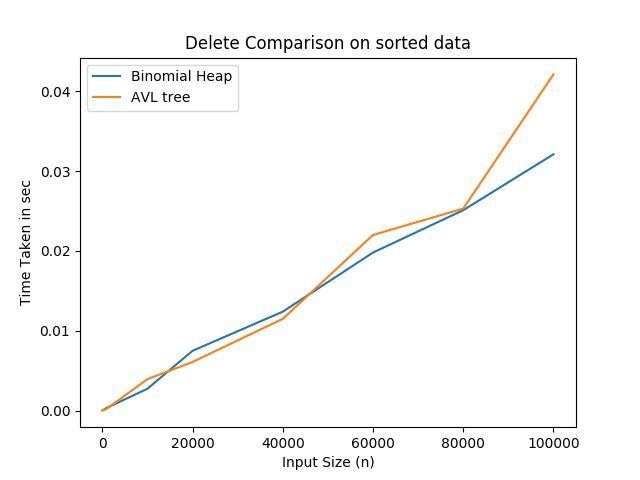 Delete Comparison on sorted data
Binomial Heap
AVL tree
Time Taken in sec
0.04
0.03
0.02
0.01
0.00
0
20000
40000
60000
80000
100000
Input Size (n)